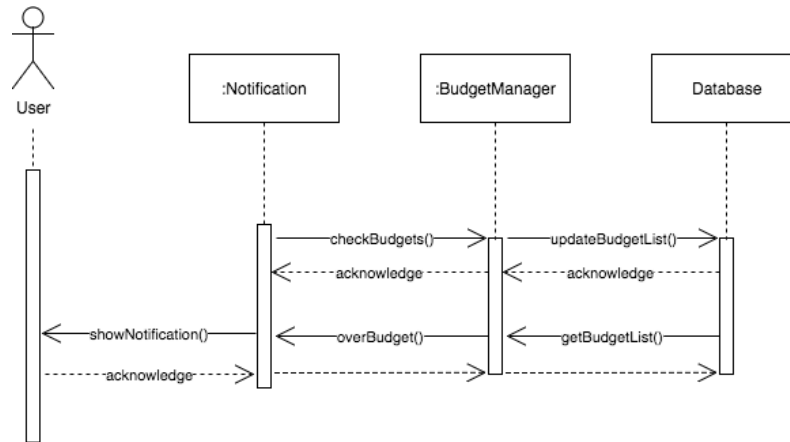 :Notification
:BudgetManager
Database
User
checkBudgets()
updateBudgetList()
acknowledge
acknowledge
showNotification()
overBudget()
getBudgetList()
acknowledge